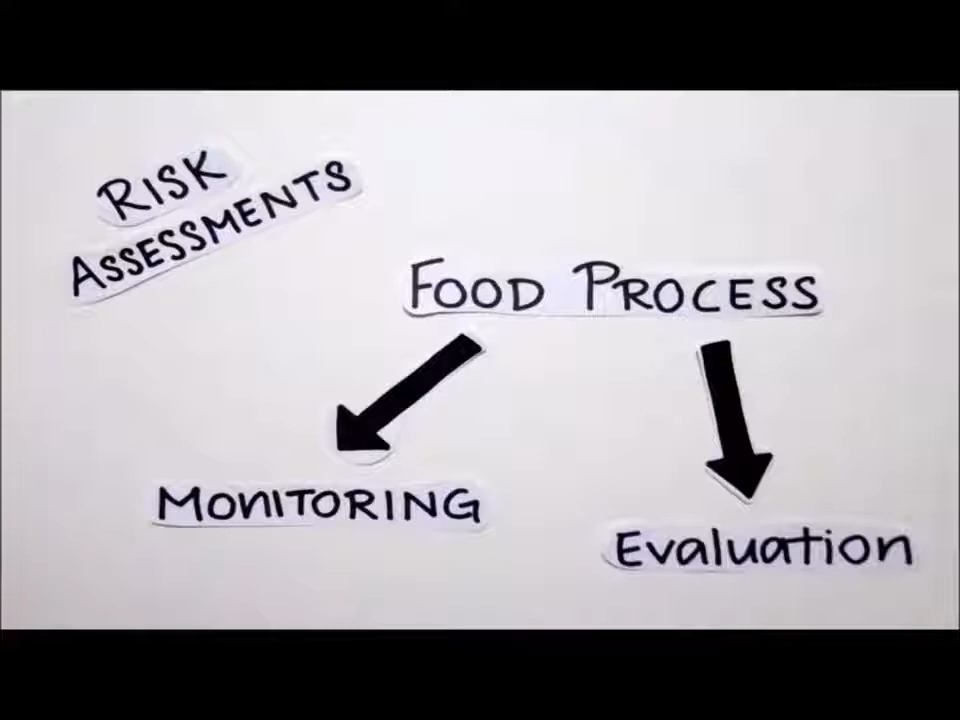 RISK
ASSESSMENTS
FOOD PROCESS
MONITORING
Evaluation